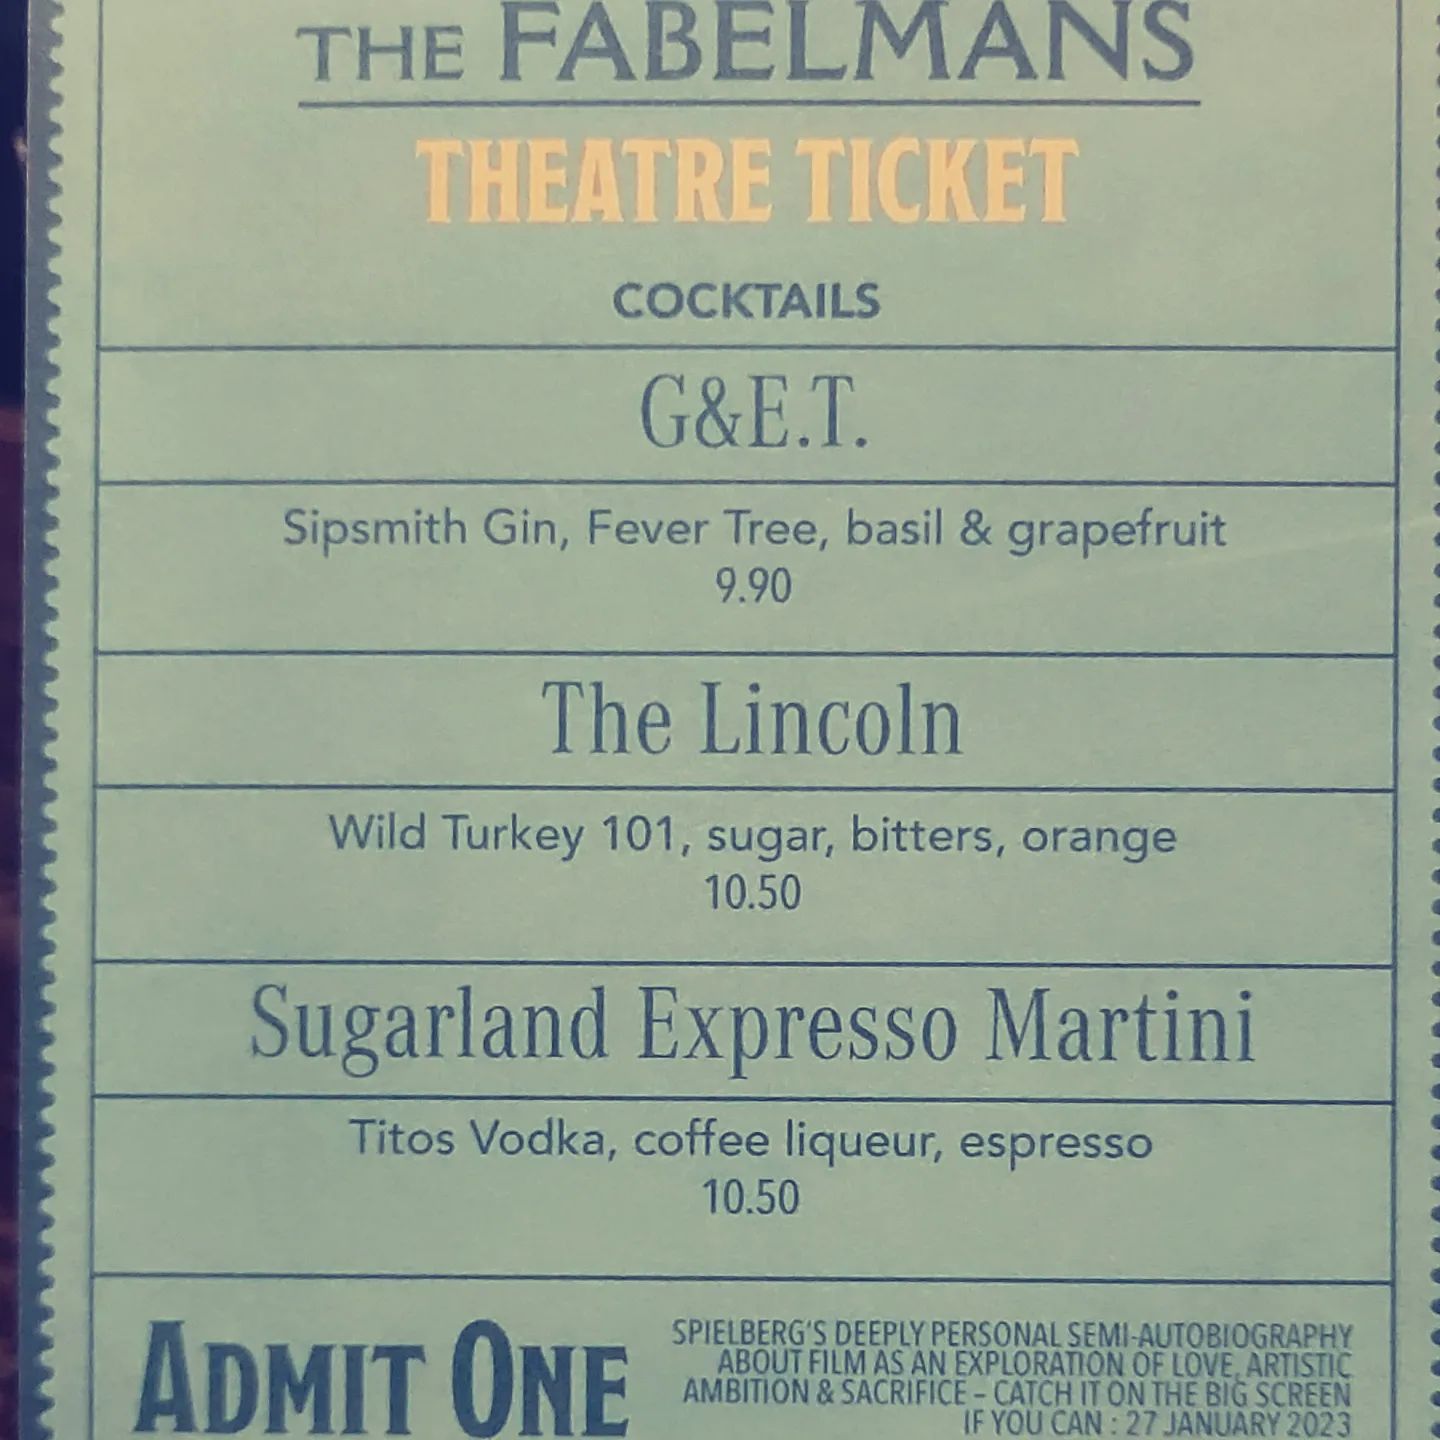 THE FABELMANS
THEATRE TICKET
COCKTAILS
G&E.T.
Sipsmith Gin, Fever Tree, basil & grapefruit
9.90
The Lincoln
Wild Turkey 101, sugar, bitters, orange
10.50
Sugarland Expresso Martini
Titos Vodka, coffee liqueur, espresso
10.50
ADMIT ONE
SPIELBERG'S DEEPLY PERSONAL SEMI-AUTOBIOGRAPHY
ABOUT FILM AS AN EXPLORATION OF LOVE, ARTISTIC
AMBITION & SACRIFICE – CATCH IT ON THE BIG SCREEN
IF YOU CAN : 27 JANUARY 2023